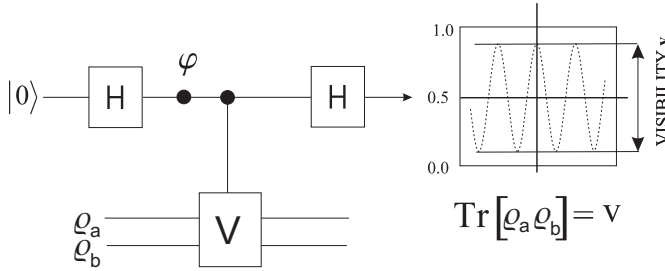 |0⟩
H
φ
H
ϱa
ϱb
V
1.0
0.5
0.0
VISIBILITY v
Tr[ϱaϱb] = v